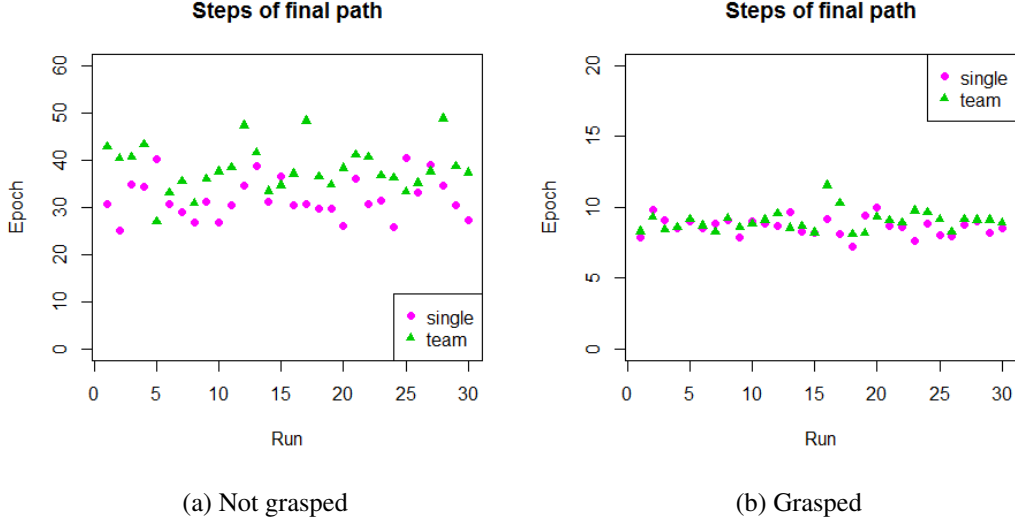 Steps of final path
Epoch
60
50
40
30
20
10
0
single
team
0 5 10 15 20 25 30
Run
(a) Not grasped
Steps of final path
Epoch
20
15
10
5
0
single
team
0 5 10 15 20 25 30
Run
(b) Grasped